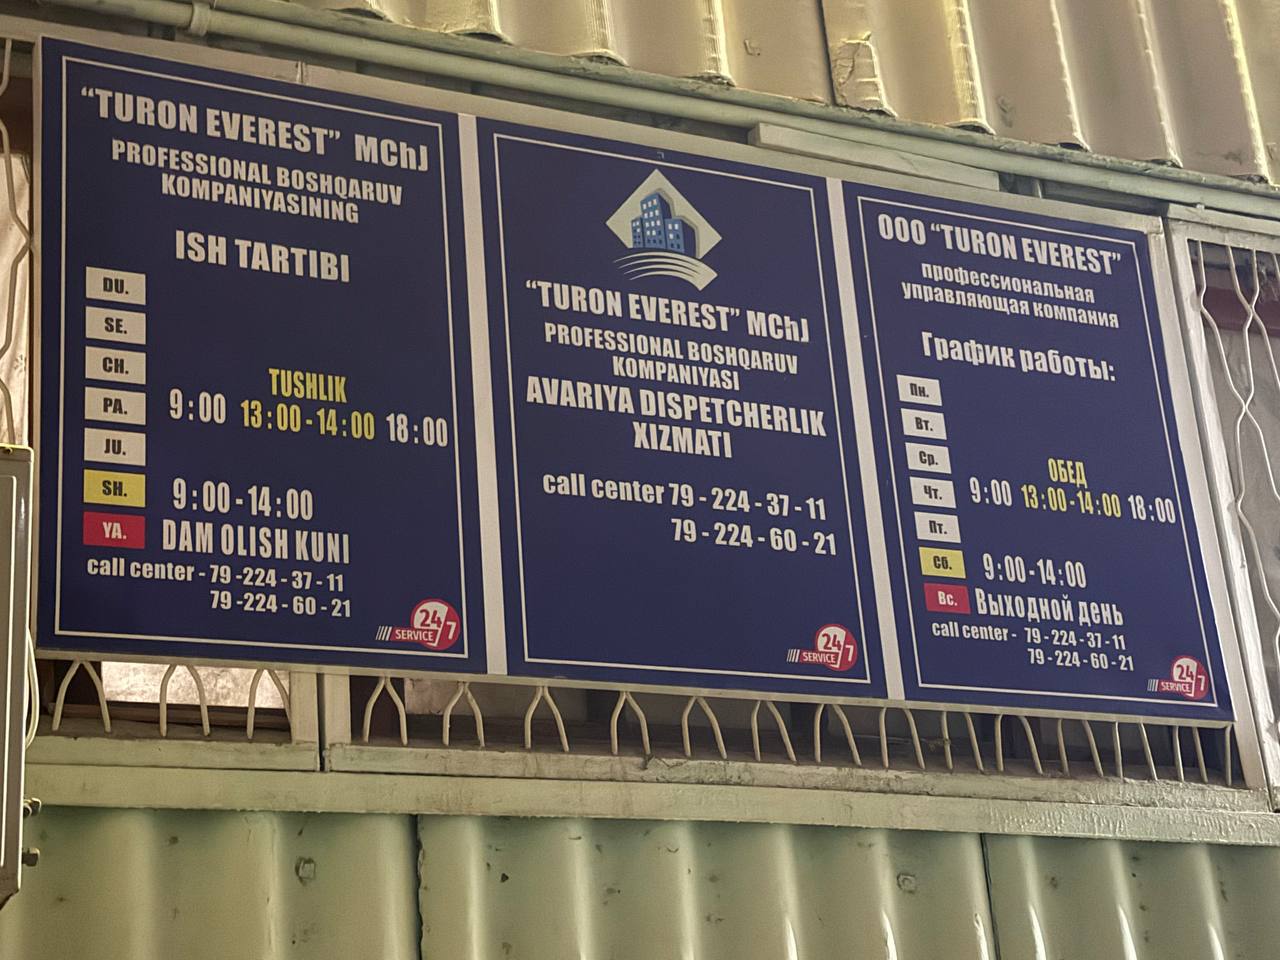 “TURON EVEREST” MChJ
PROFESSIONAL BOSHQARUV
KOMPANIYASINING
ISH TARTIBI
DU.
SE.
CH.
PA.
JU.
TUSHLIK
9:00 13:00-14:00 18:00
SH. 9:00-14:00
YA. DAM OLISH KUNI
call center - 79-224-37-11
79-224-60-21
24 7
SERVICE
“TURON EVEREST” MChJ
PROFESSIONAL BOSHQARUV
KOMPANIYASI
AVARIYA DISPETCHERLIK
XIZMATI
call center 79-224-37-11
79-224-60-21
24 7
SERVICE
ООО “TURON EVEREST”
профессиональная
управляющая компания
График работы:
Пн.
Вт.
Ср.
Чт.
Пт.
ОБЕД
9:00 13:00-14:00 18:00
Сб. 9:00-14:00
Вс. Выходной день
call center - 79-224-37-11
79-224-60-21
24 7
SERVICE